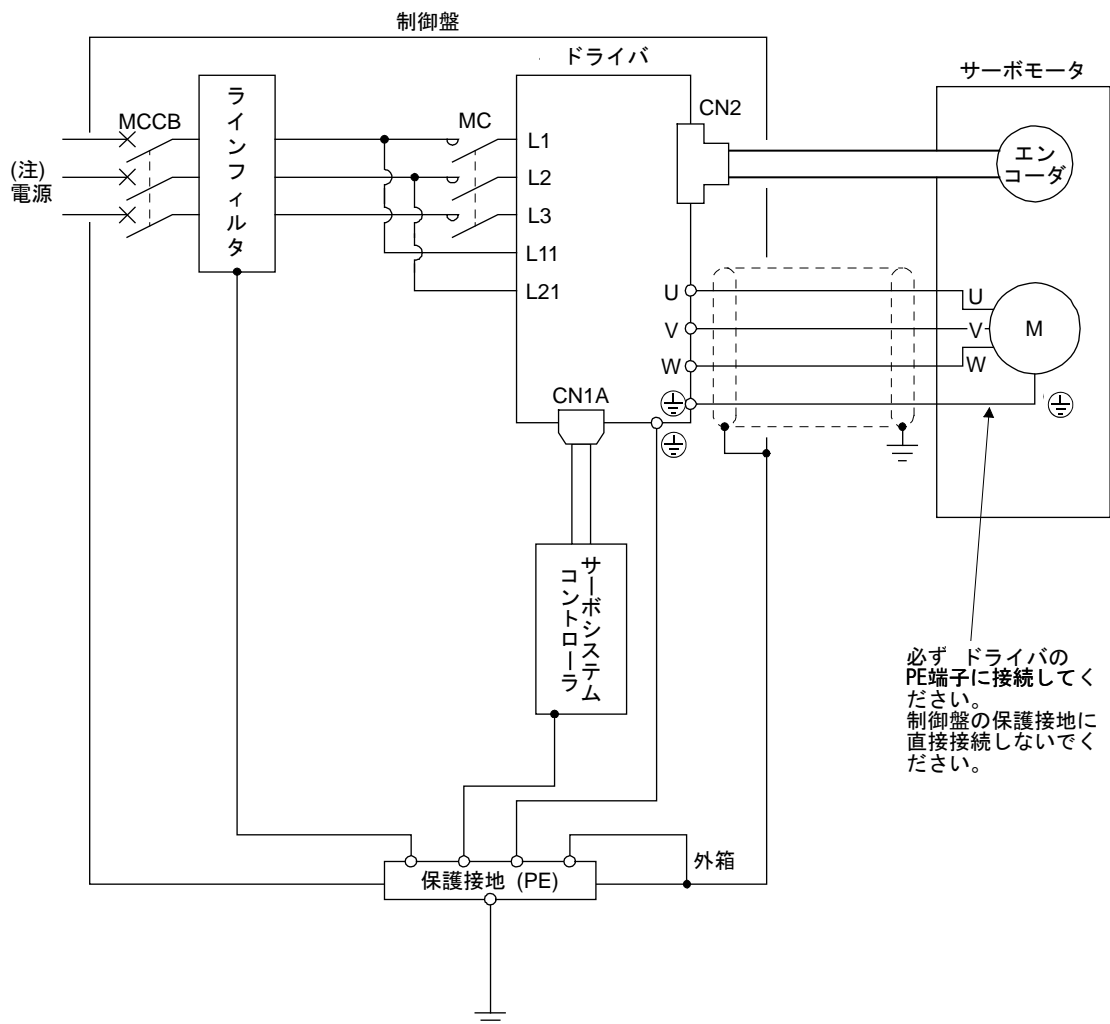 制御盤
ドライバ
サーボモータ
ラインフィルタ
MCCB
MC
CN2
L1
L2
L3
L11
L21
(注)
電源
エン
コーダ
U
V
W
U
V
W
M
CN1A
サーボシステム
コントローラ
必ず ドライバの
PE端子に接続してく
ださい。
制御盤の保護接地に
直接接続しないでく
ださい。
外箱
保護接地 (PE)